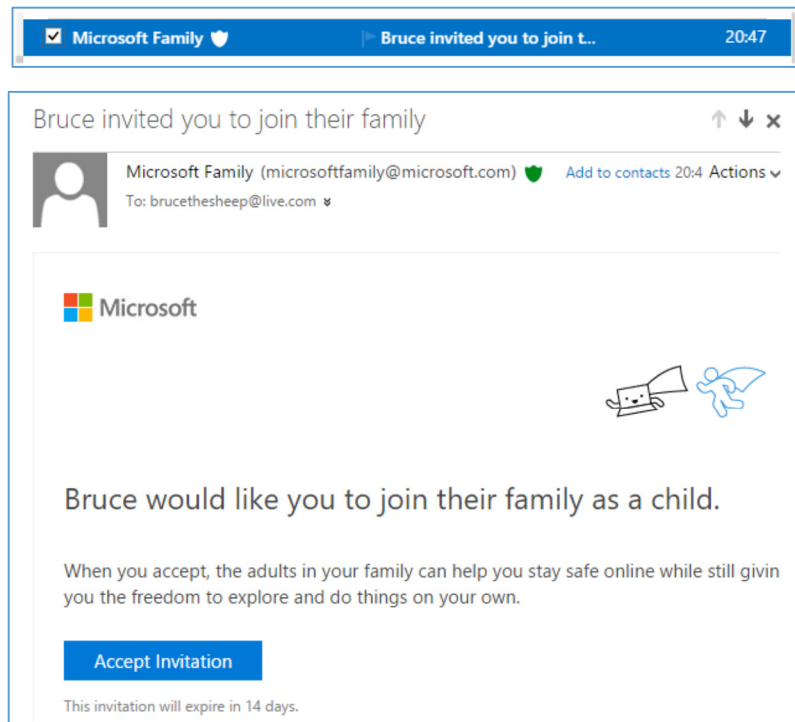 Microsoft Family Bruce invited you to join t... 20:47
Bruce invited you to join their family
Microsoft Family (microsoftfamily@microsoft.com) Add to contacts 20:4 Actions
To: brucethesheep@live.com
Microsoft
Bruce would like you to join their family as a child.
When you accept, the adults in your family can help you stay safe online while still givin
you the freedom to explore and do things on your own.
Accept Invitation
This invitation will expire in 14 days.